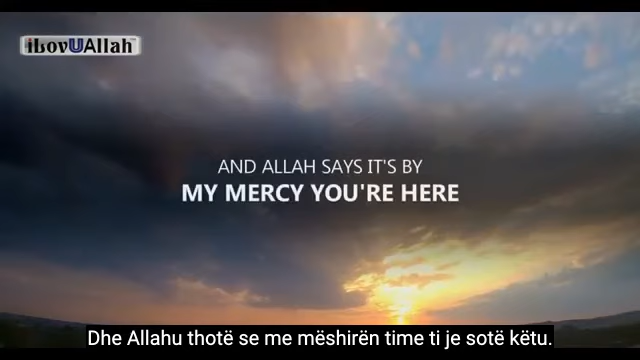 iLovUAllah™
AND ALLAH SAYS IT'S BY
MY MERCY YOU'RE HERE
Dhe Allahu thotë se me mëshirën time ti je sotë këtu.